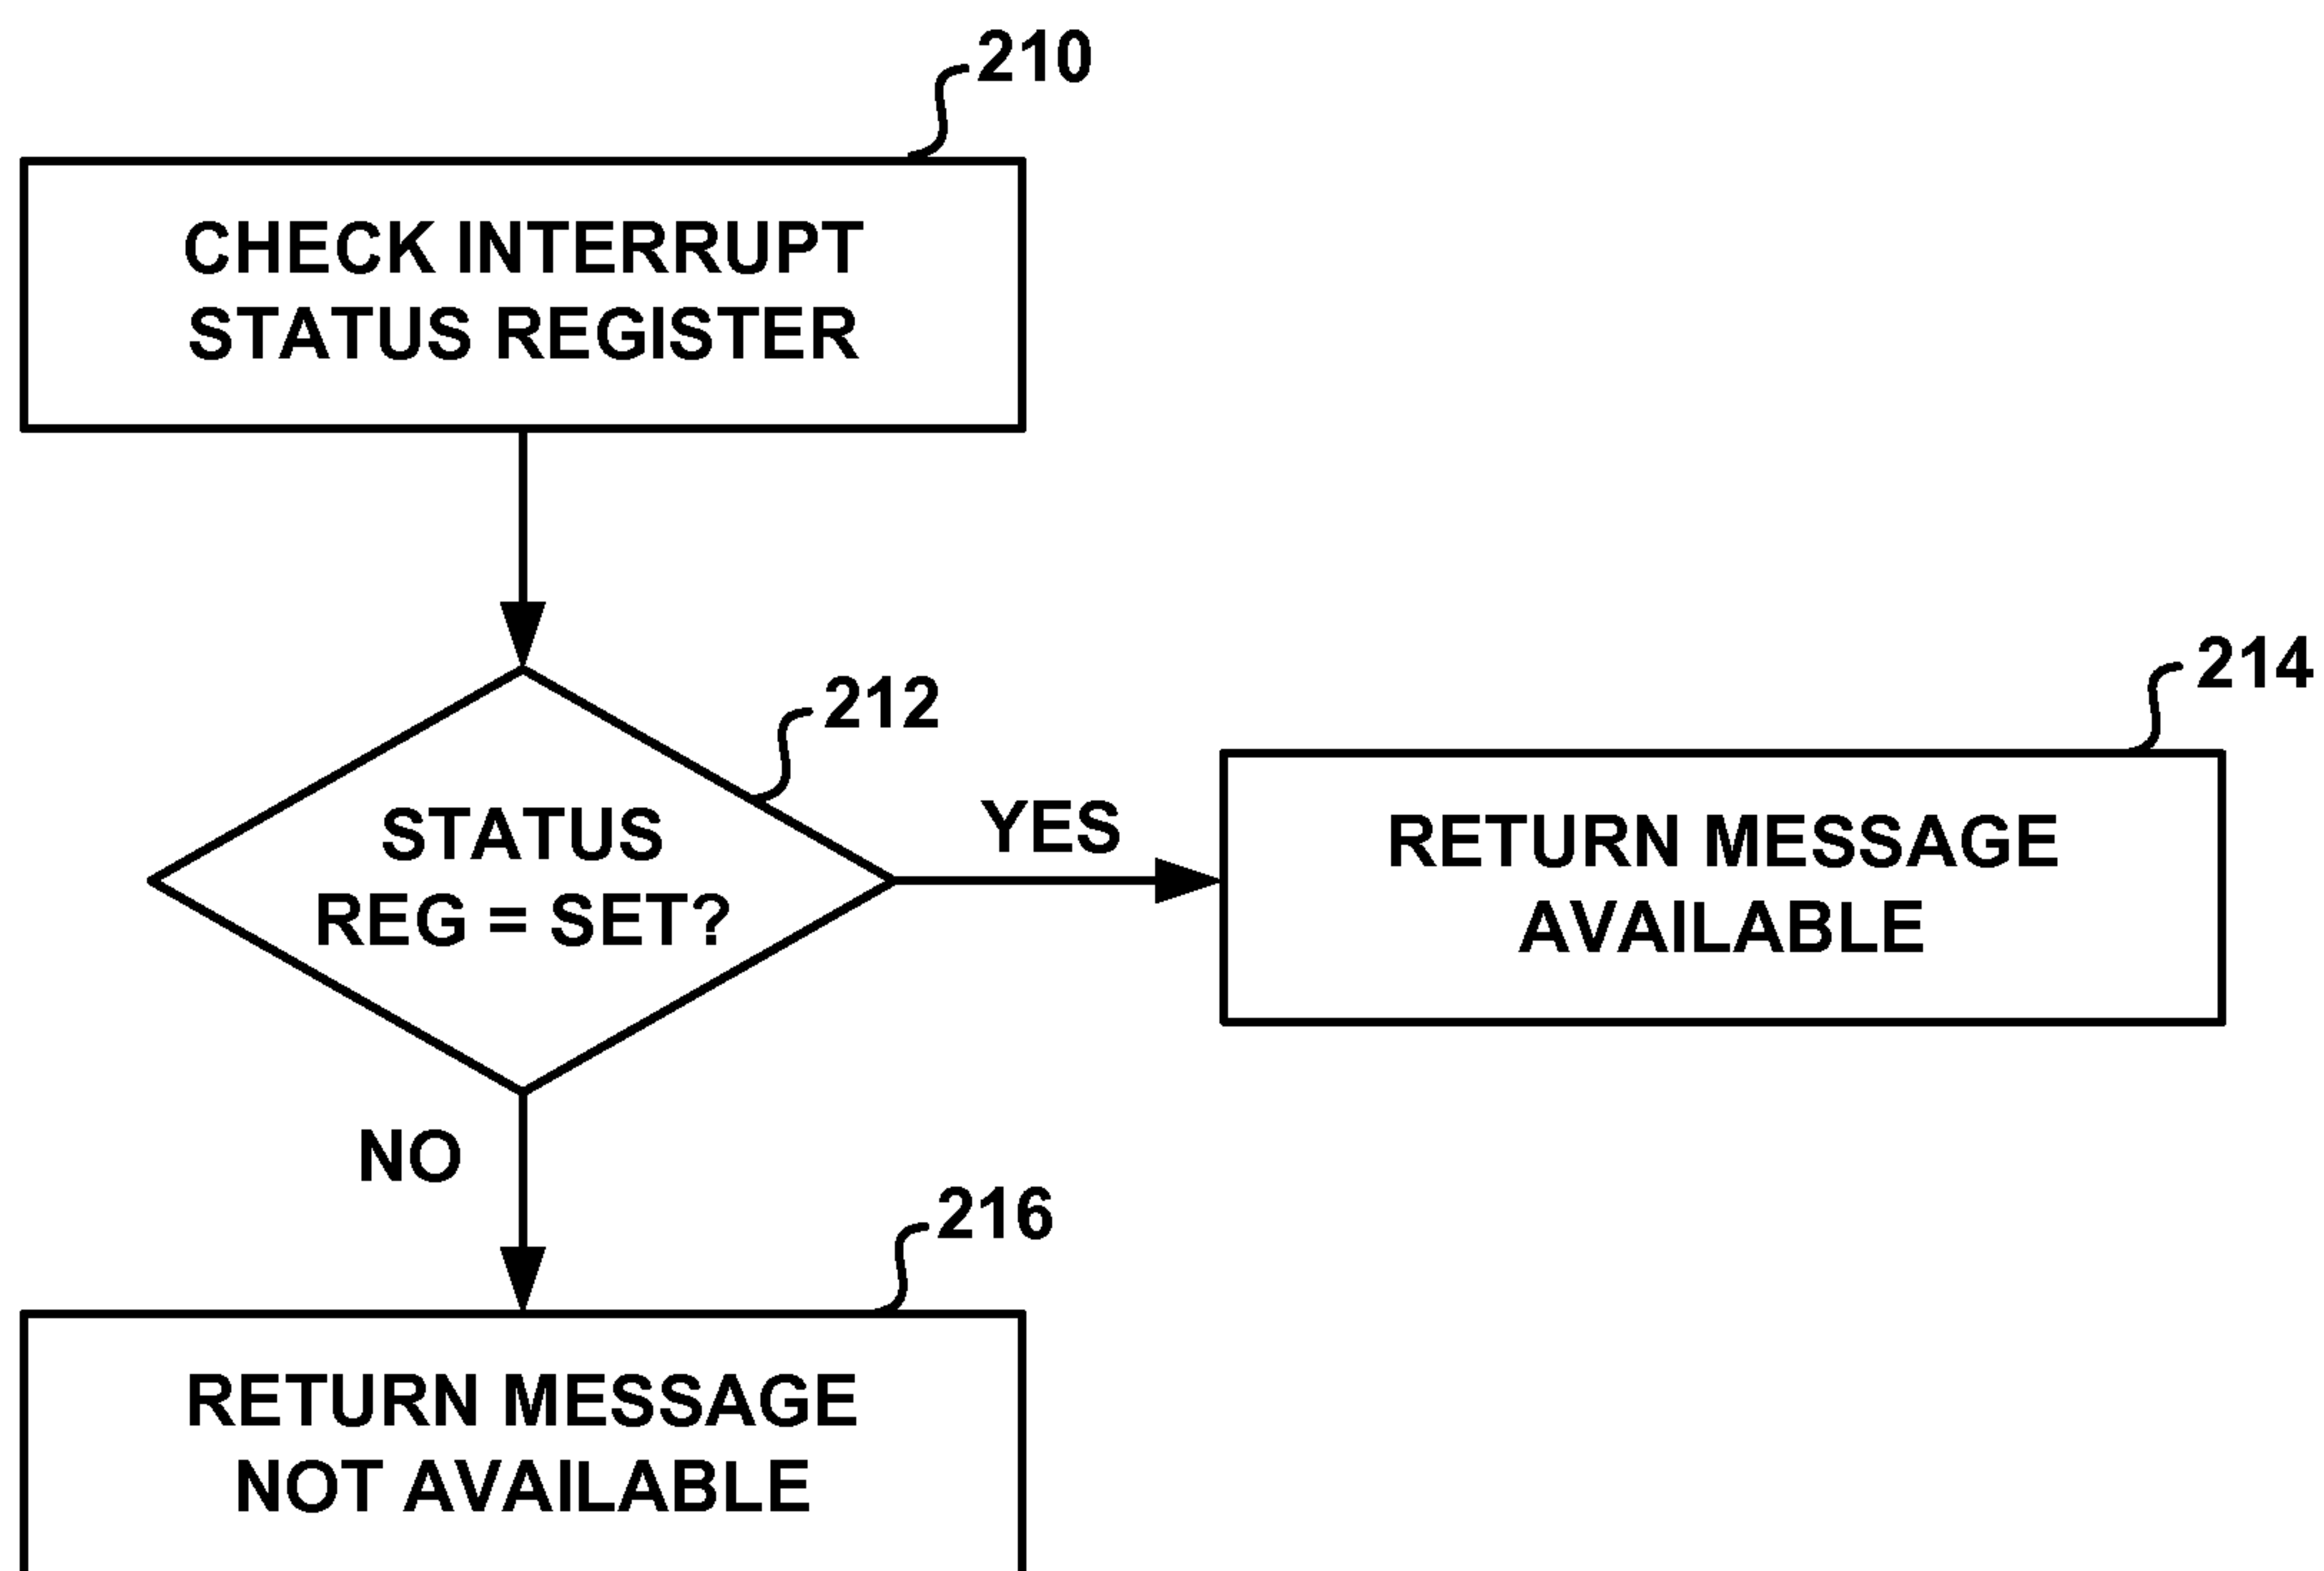 210
CHECK INTERRUPT
STATUS REGISTER
212
STATUS
REG = SET?
YES
214
RETURN MESSAGE
AVAILABLE
NO
216
RETURN MESSAGE
NOT AVAILABLE